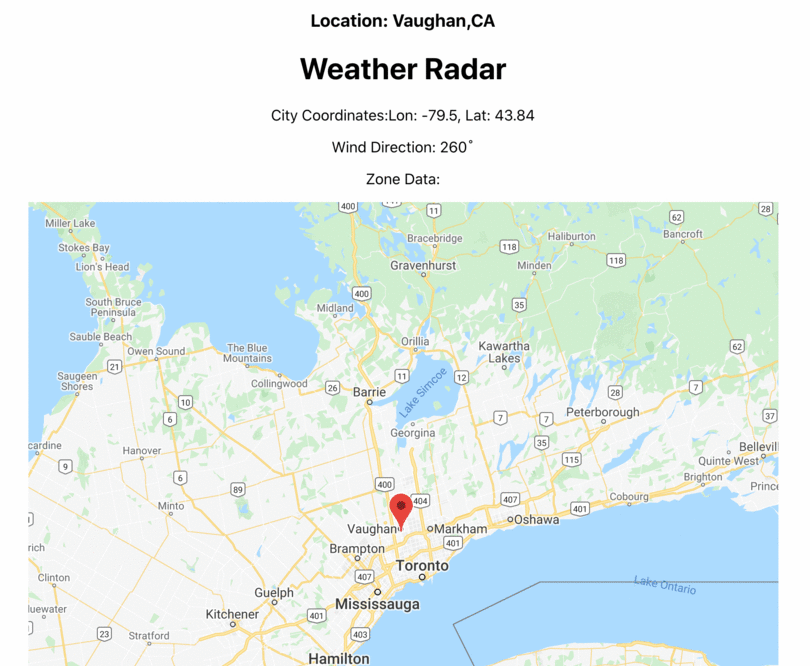 Location: Vaughan,CA
Weather Radar
City Coordinates:Lon: -79.5, Lat: 43.84
Wind Direction: 260˚
Zone Data:
400
11
28
Miller Lake
62
Stokes Bay
Bracebridge
118
Haliburton
Bancroft
Lion's Head
Gravenhurst
Minden
118
400
South Bruce
Peninsula
Midland
35
Sauble Beach
Orillia
Owen Sound
The Blue
Mountains
Kawartha
Lakes
62
21
Saugeen
Shores
Collingwood
26
Barrie
11
Lake Simcoe
12
28
7
10
6
Georgina
7
7
Peterborough
37
cardine
Hanover
35
Bellevil
9
115
Quinte West
6
89
400
Brighton
Prince
Minto
404
407
Cobourg
401
Vaughan
Markham
Oshawa
rich
Brampton
401
Toronto
Clinton
407
Lake Ontario
Guelph
Mississauga
luewater
Kitchener
401
23
Stratford
403
Hamilton